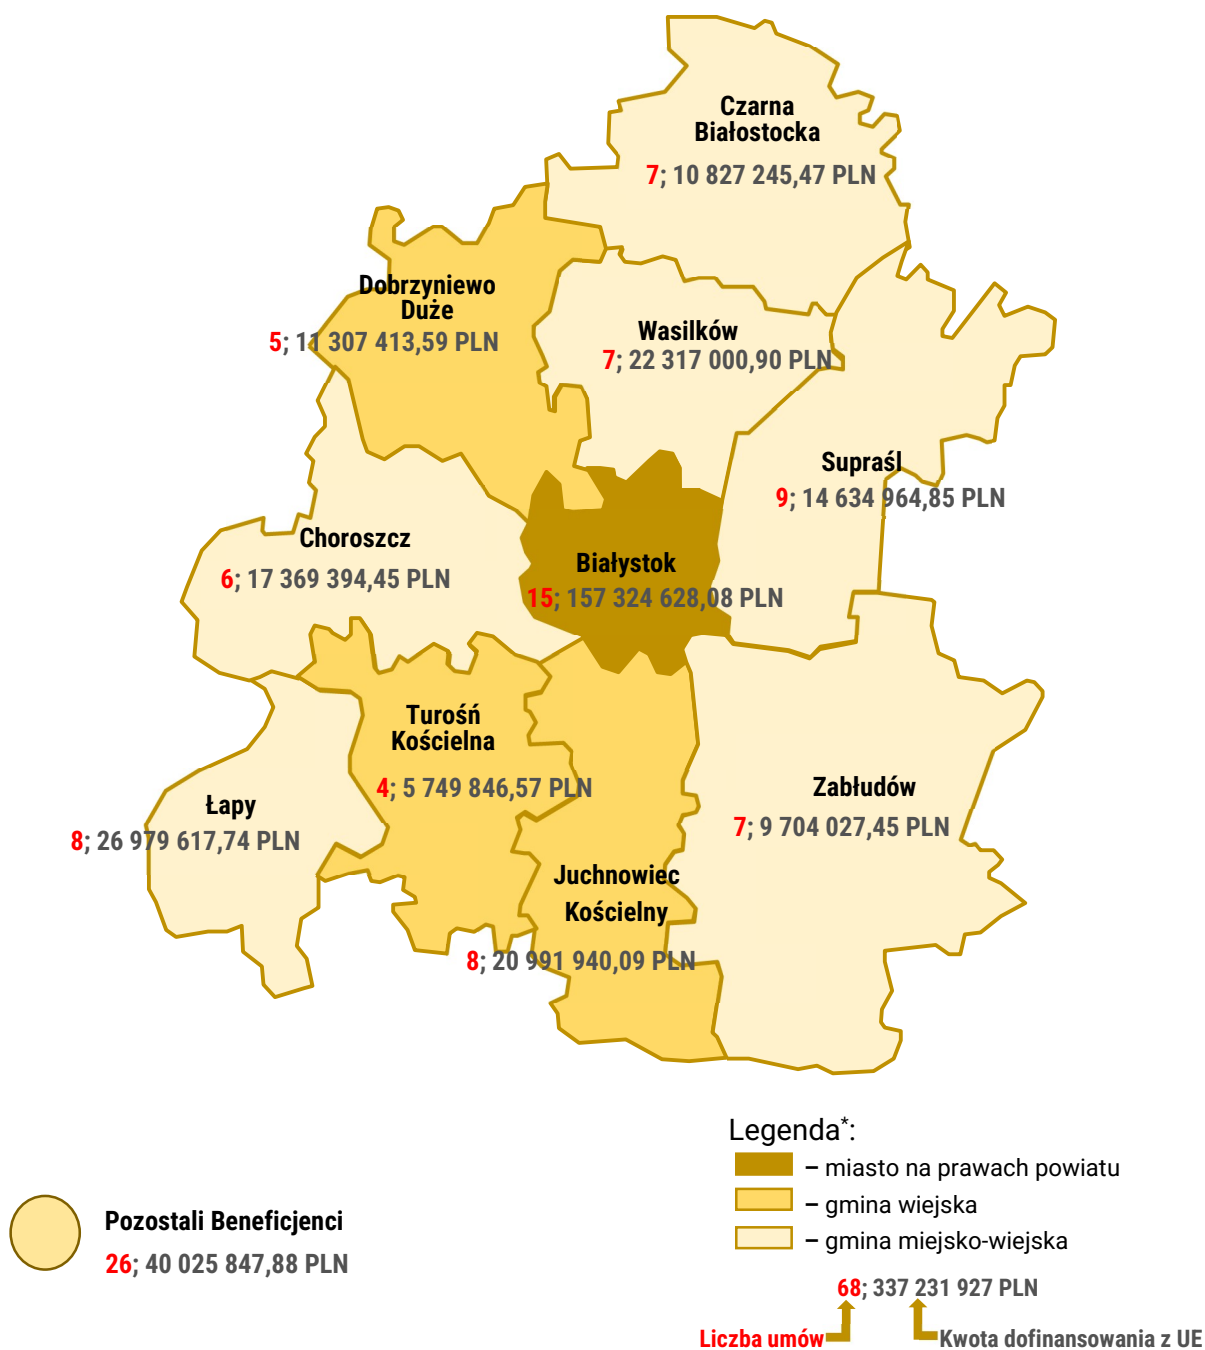 Czarna
Białostocka
7; 10 827 245,47 PLN
Dobrzyniewo
Duże
5; 11 307 413,59 PLN
Wasilków
7; 22 317 000,90 PLN
Supraśl
9; 14 634 964,85 PLN
Choroszcz
6; 17 369 394,45 PLN
Białystok
15; 157 324 628,08 PLN
Turośń
Kościelna
4; 5 749 846,57 PLN
Łapy
8; 26 979 617,74 PLN
Zabłudów
7; 9 704 027,45 PLN
Juchnowiec
Kościelny
8; 20 991 940,09 PLN
Legenda*:
– miasto na prawach powiatu
– gmina wiejska
– gmina miejsko-wiejska
Pozostali Beneficjenci
26; 40 025 847,88 PLN
68; 337 231 927 PLN
Liczba umów
Kwota dofinansowania z UE